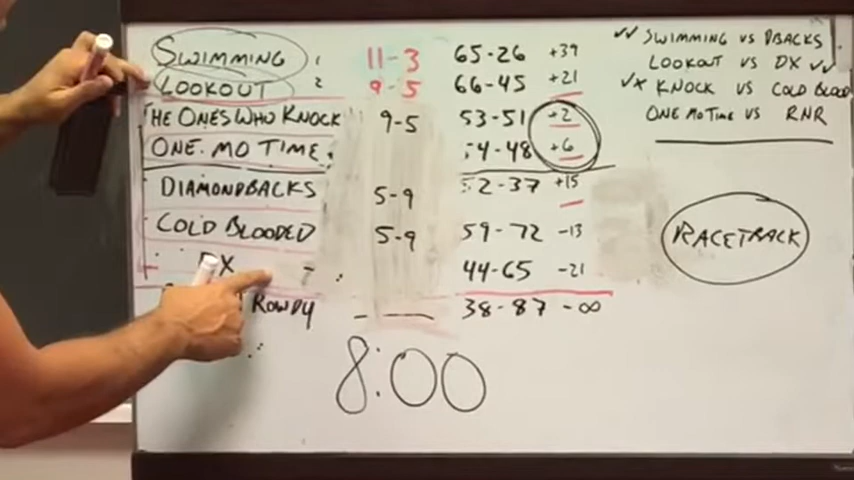 SWIMMING 1 11-3 65-26 +39
LOOKOUT 2 9-5 66-45 +21
THE ONES WHO KNOCK 9-5 53-51 +2
ONE MO TIME 54-48 +6
DIAMONDBACKS 5-9 52-37 +15
COLD BLOODED 5-9 59-72 -13
DX 44-65 -21
ROWDY 38-87 -∞
8:00
✓✓ SWIMMING VS DBACKS
LOOKOUT VS DX ✓✓
✓x KNOCK VS COLD BLOOD
ONE MO TIME VS RNR
RACETRACK